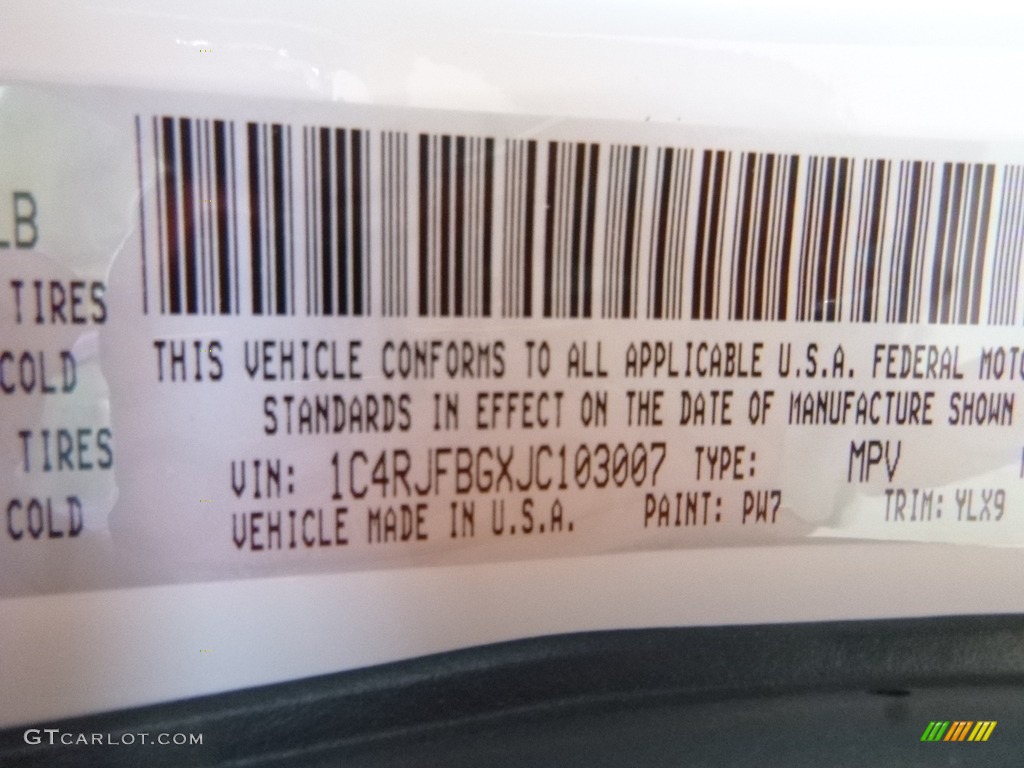 LB
TIRES
COLD
TIRES
COLD
THIS VEHICLE CONFORMS TO ALL APPLICABLE U.S.A. FEDERAL MOTO
STANDARDS IN EFFECT ON THE DATE OF MANUFACTURE SHOWN
VIN: 1C4RJFBGXJC103007 TYPE: MPV
VEHICLE MADE IN U.S.A. PAINT: PW7 TRIM: YLX9
GTCARLOT.COM